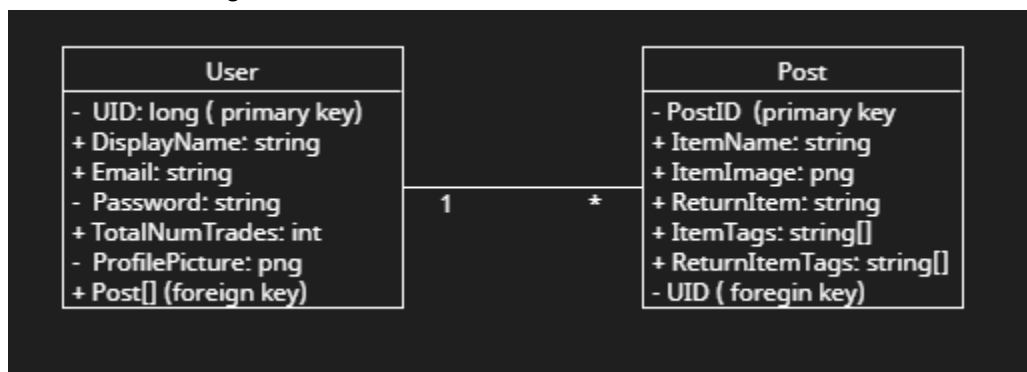 User
- UID: long ( primary key)
+ DisplayName: string
+ Email: string
- Password: string
+ TotalNumTrades: int
- ProfilePicture: png
+ Post[] (foreign key)
1
*
Post
- PostID (primary key
+ ItemName: string
+ ItemImage: png
+ ReturnItem: string
+ ItemTags: string[]
+ ReturnItemTags: string[]
- UID ( foregin key)